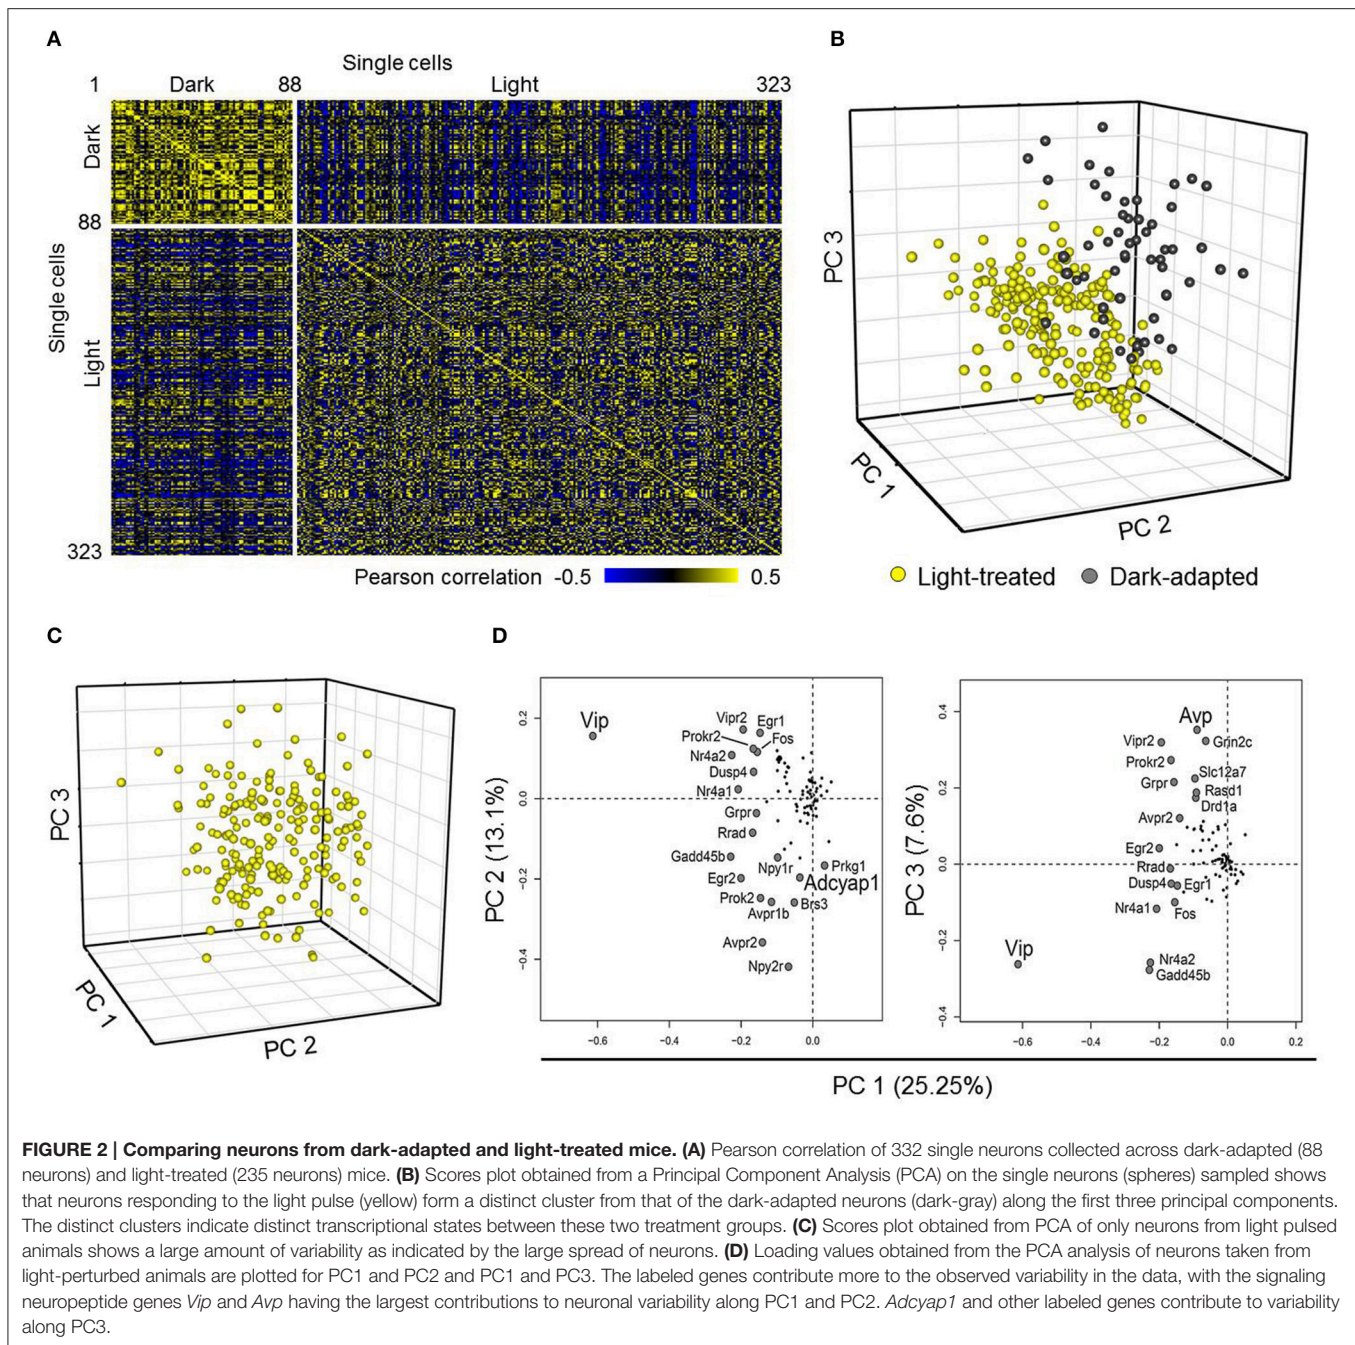 A
Single cells
1 Dark 88 Light 323
Dark
88
Single cells
Light
323
Pearson correlation -0.5 0.5
B
PC 3
PC 1
PC 2
Light-treated Dark-adapted
C
PC 3
PC 1
PC 2
D
PC 2 (13.1%)
0.2
0.0
−0.2
−0.4
Vip
Vipr2
Egr1
Prokr2
Fos
Nr4a2
Dusp4
Nr4a1
Grpr
Rrad
Gadd45b
Npy1r
Prkg1
Egr2
Adcyap1
Prok2
Brs3
Avpr1b
Avpr2
Npy2r
−0.6 −0.4 −0.2 0.0
PC 3 (7.6%)
0.4
0.2
0.0
−0.2
−0.4
Avp
Vipr2
Grin2c
Prokr2
Slc12a7
Grpr
Rasd1
Drd1a
Avpr2
Egr2
Rrad
Dusp4
Egr1
Nr4a1
Fos
Vip
Nr4a2
Gadd45b
−0.6 −0.4 −0.2 0.0 0.2
PC 1 (25.25%)
FIGURE 2 | Comparing neurons from dark-adapted and light-treated mice. (A) Pearson correlation of 332 single neurons collected across dark-adapted (88
neurons) and light-treated (235 neurons) mice. (B) Scores plot obtained from a Principal Component Analysis (PCA) on the single neurons (spheres) sampled shows
that neurons responding to the light pulse (yellow) form a distinct cluster from that of the dark-adapted neurons (dark-gray) along the first three principal components.
The distinct clusters indicate distinct transcriptional states between these two treatment groups. (C) Scores plot obtained from PCA of only neurons from light pulsed
animals shows a large amount of variability as indicated by the large spread of neurons. (D) Loading values obtained from the PCA analysis of neurons taken from
light-perturbed animals are plotted for PC1 and PC2 and PC1 and PC3. The labeled genes contribute more to the observed variability in the data, with the signaling
neuropeptide genes Vip and Avp having the largest contributions to neuronal variability along PC1 and PC2. Adcyap1 and other labeled genes contribute to variability
along PC3.